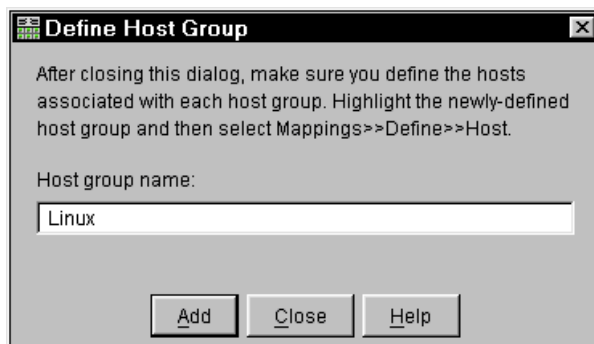 Define Host Group
After closing this dialog, make sure you define the hosts
associated with each host group. Highlight the newly-defined
host group and then select Mappings>>Define>>Host.
Host group name:
Linux
Add Close Help